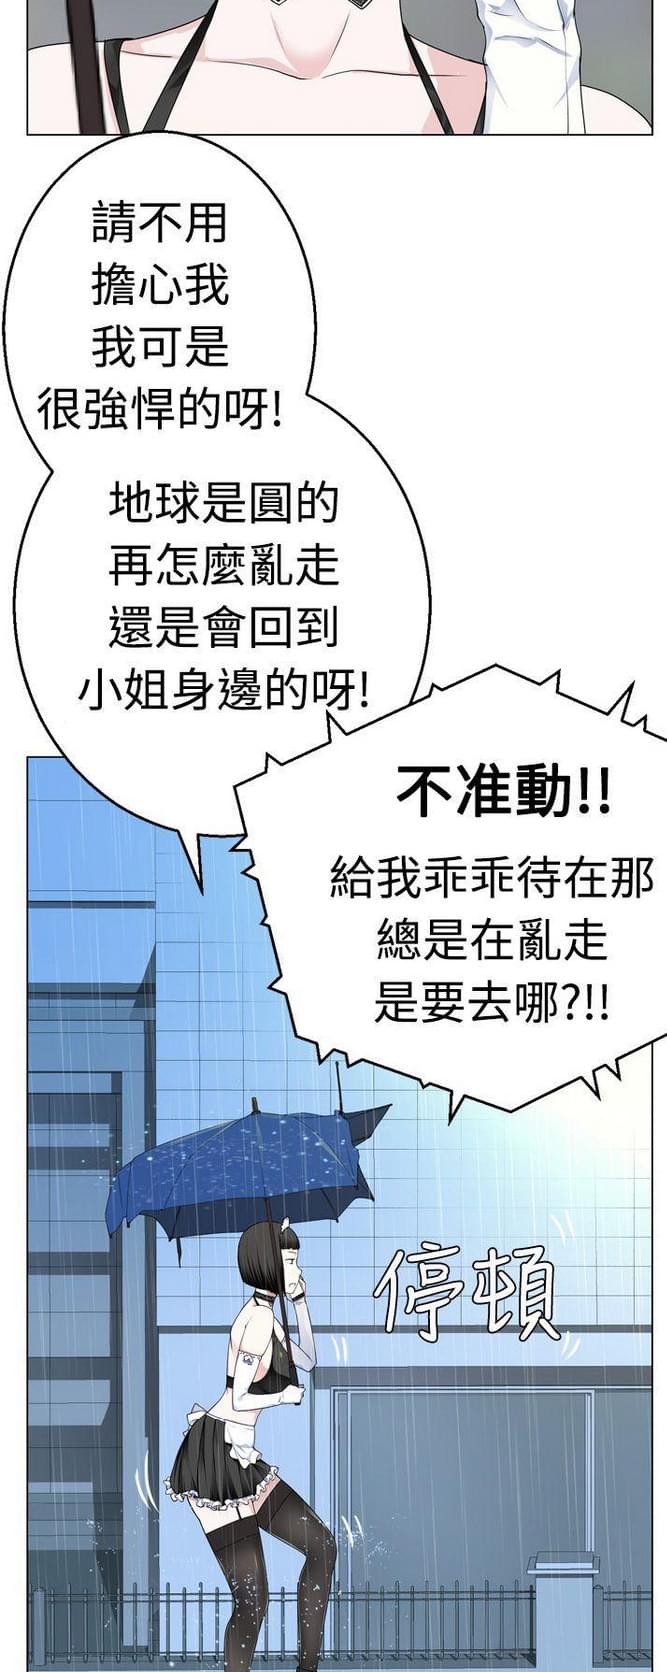 請不用
擔心我
我可是
很強悍的呀!
地球是圓的
再怎麼亂走
還是會回到
小姐身邊的呀!
不准動!!
給我乖乖待在那
總是在亂走
是要去哪?!!
停頓